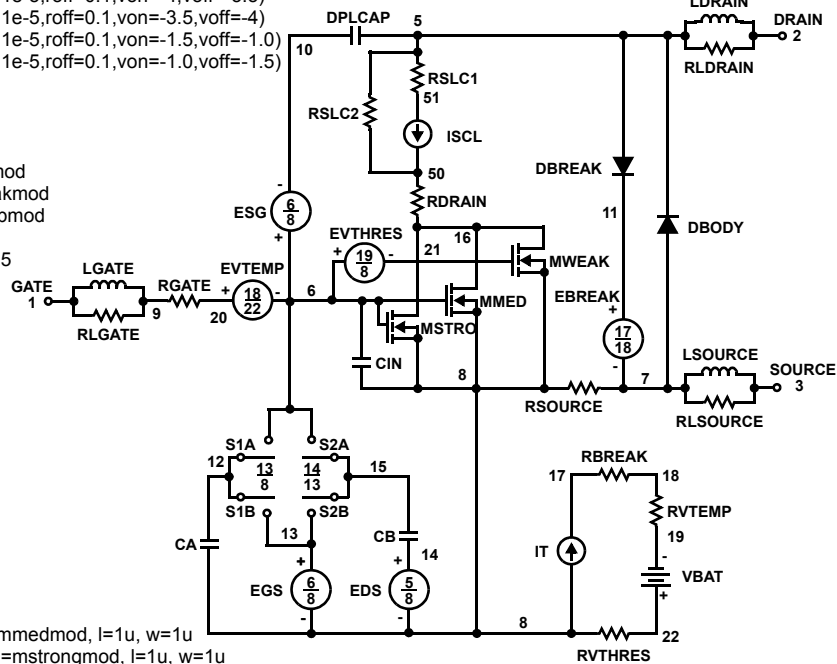 1e-5,roff=0.1,von=-3.5,voff=-4)
1e-5,roff=0.1,von=-1.5,voff=-1.0)
1e-5,roff=0.1,von=-1.0,voff=-1.5)
LDRAIN
DPLCAP
5
DRAIN
2
10
RLDRAIN
RSLC1
51
RSLC2
ISCL
DBREAK
50
RDRAIN
ESG
6
8
-
+
11
DBODY
EVTHRES
+
19
8
-
21
16
MWEAK
5
GATE
1
LGATE
RGATE
EVTEMP
+
18
22
-
6
MMED
EBREAK
+
17
18
-
RLGATE
9
20
MSTRO
CIN
LSOURCE
SOURCE
3
8
7
RSOURCE
RLSOURCE
S1A
S2A
12
13
8
14
13
15
S1B
S2B
13
CA
CB
14
+
EGS
6
8
-
+
EDS
5
8
-
RBREAK
17
18
RVTEMP
19
IT
-
VBAT
+
8
22
RVTHRES
mmedmod, l=1u, w=1u
=mstrongmod, l=1u, w=1u